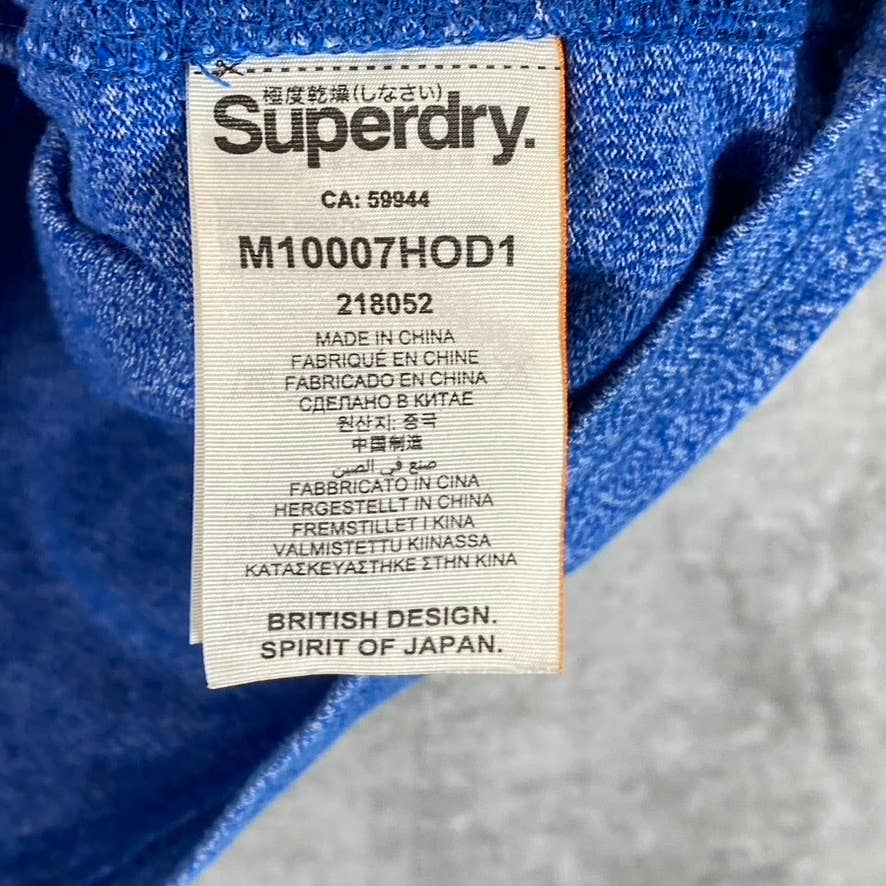 極度乾燥(しなさい)
Superdry.
CA: 59944
M10007HOD1
218052
MADE IN CHINA
FABRIQUÉ EN CHINE
FABRICADO EN CHINA
СДЕЛАНО В КИТАЕ
원산지: 중국
中国制造
صنع في الصين
FABBRICATO IN CINA
HERGESTELLT IN CHINA
FREMSTILLET I KINA
VALMISTETTU KIINASSA
ΚΑΤΑΣΚΕΥΑΣΤΗΚΕ ΣΤΗΝ ΚΙΝΑ
BRITISH DESIGN.
SPIRIT OF JAPAN.